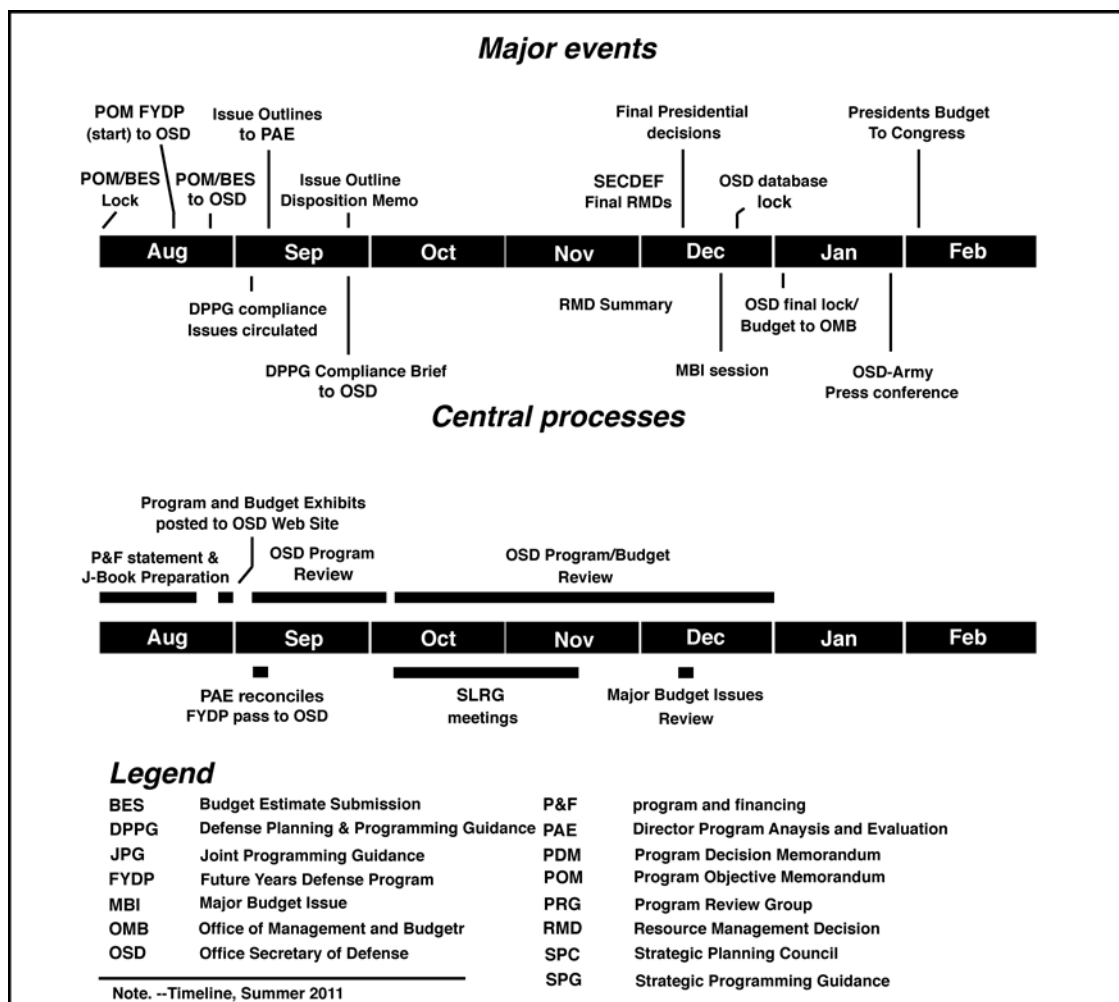 Major events
POM FYDP
(start) to OSD
Issue Outlines
to PAE
Final Presidential
decisions
Presidents Budget
To Congress
POM/BES
Lock
POM/BES
to OSD
Issue Outline
Disposition Memo
SECDEF
Final RMDs
OSD database
lock
Aug
Sep
Oct
Nov
Dec
Jan
Feb
DPPG compliance
Issues circulated
RMD Summary
OSD final lock/
Budget to OMB
DPPG Compliance Brief
to OSD
MBI session
OSD-Army
Press conference
Central processes
Program and Budget Exhibits
posted to OSD Web Site
P&F statement &
J-Book Preparation
OSD Program
Review
OSD Program/Budget
Review
Aug
Sep
Oct
Nov
Dec
Jan
Feb
PAE reconciles
FYDP pass to OSD
SLRG
meetings
Major Budget Issues
Review
Legend
BES Budget Estimate Submission
DPPG Defense Planning & Programming Guidance
JPG Joint Programming Guidance
FYDP Future Years Defense Program
MBI Major Budget Issue
OMB Office of Management and Budgetr
OSD Office Secretary of Defense
P&F program and financing
PAE Director Program Anaysis and Evaluation
PDM Program Decision Memorandum
POM Program Objective Memorandum
PRG Program Review Group
RMD Resource Management Decision
SPC Strategic Planning Council
SPG Strategic Programming Guidance
Note. --Timeline, Summer 2011